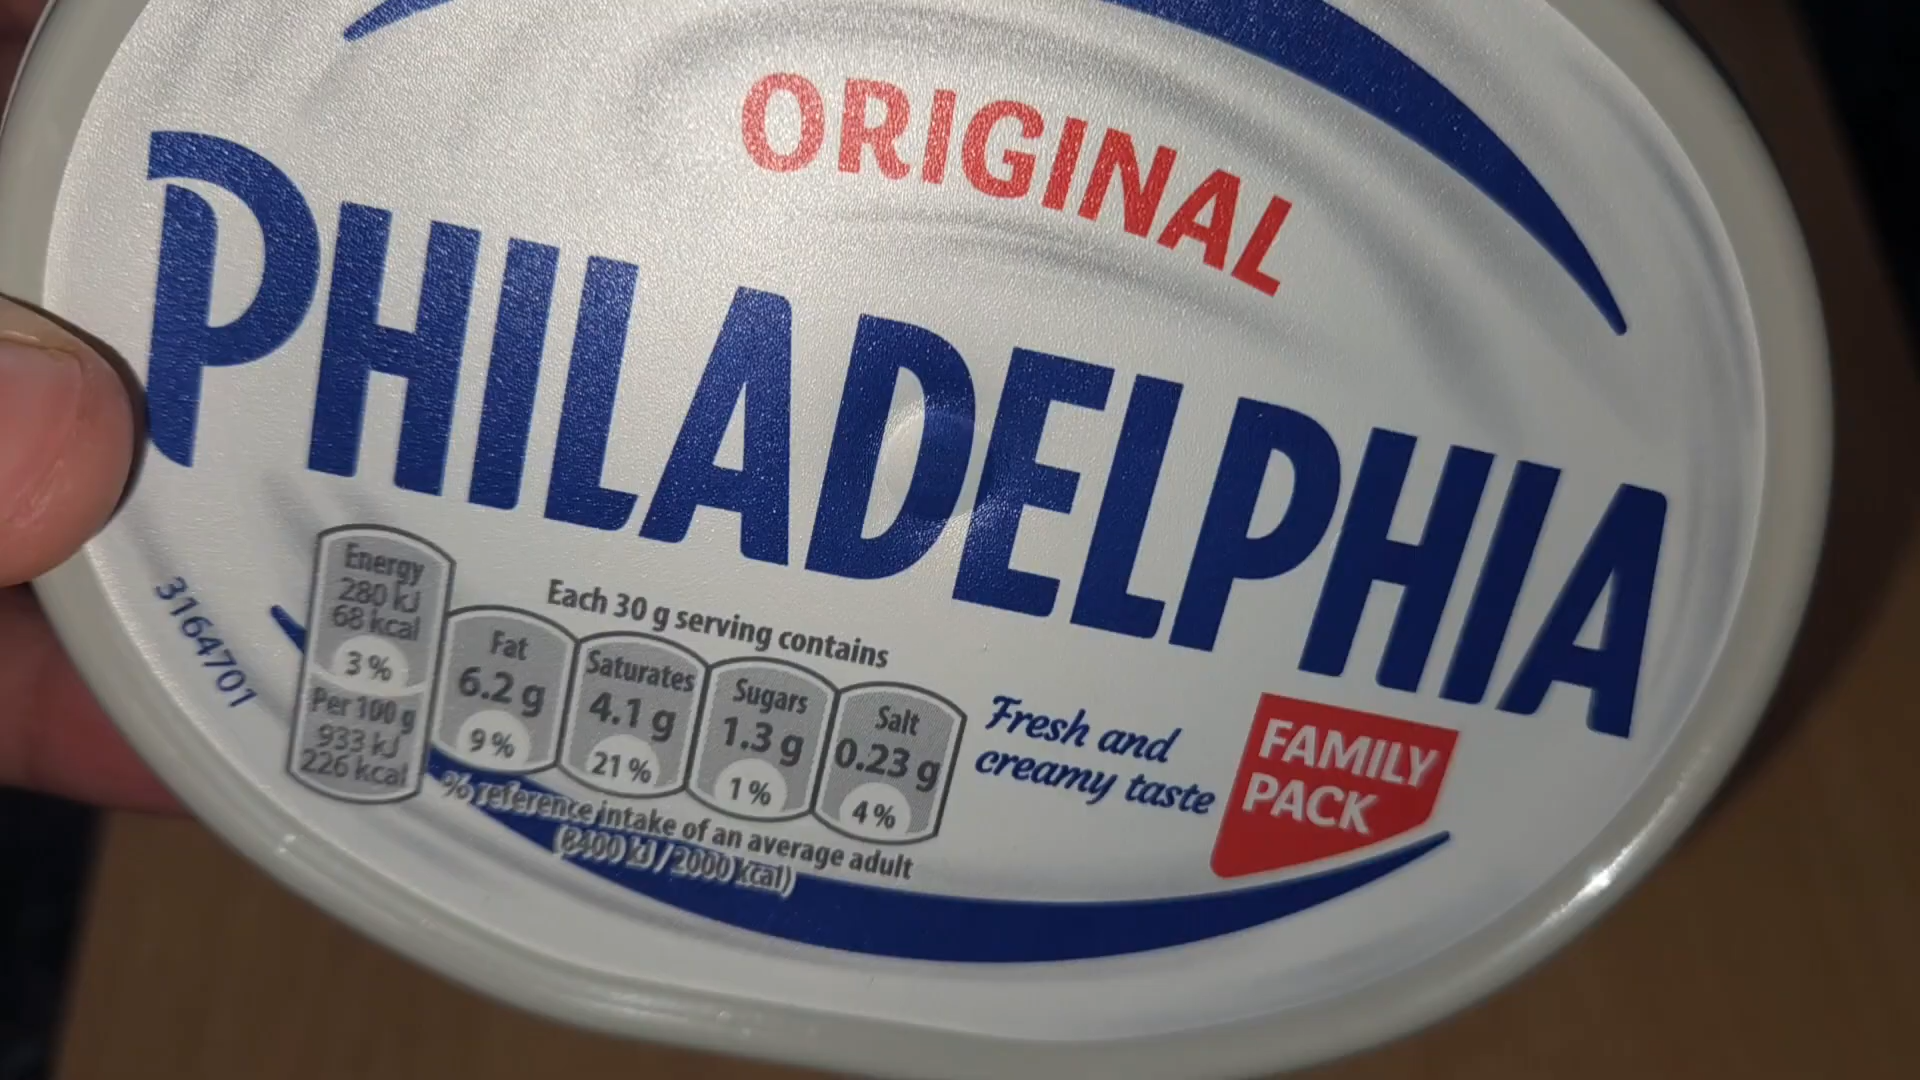 ORIGINAL
PHILADELPHIA
3164701
Energy
280 kJ
68 kcal
3%
Per 100 g
933 kJ
226 kcal
Each 30 g serving contains
Fat
6.2 g
9%
Saturates
4.1 g
21%
Sugars
1.3 g
1%
Salt
0.23 g
4%
% reference intake of an average adult
(8400 kJ/2000 kcal)
Fresh and
creamy taste
FAMILY
PACK